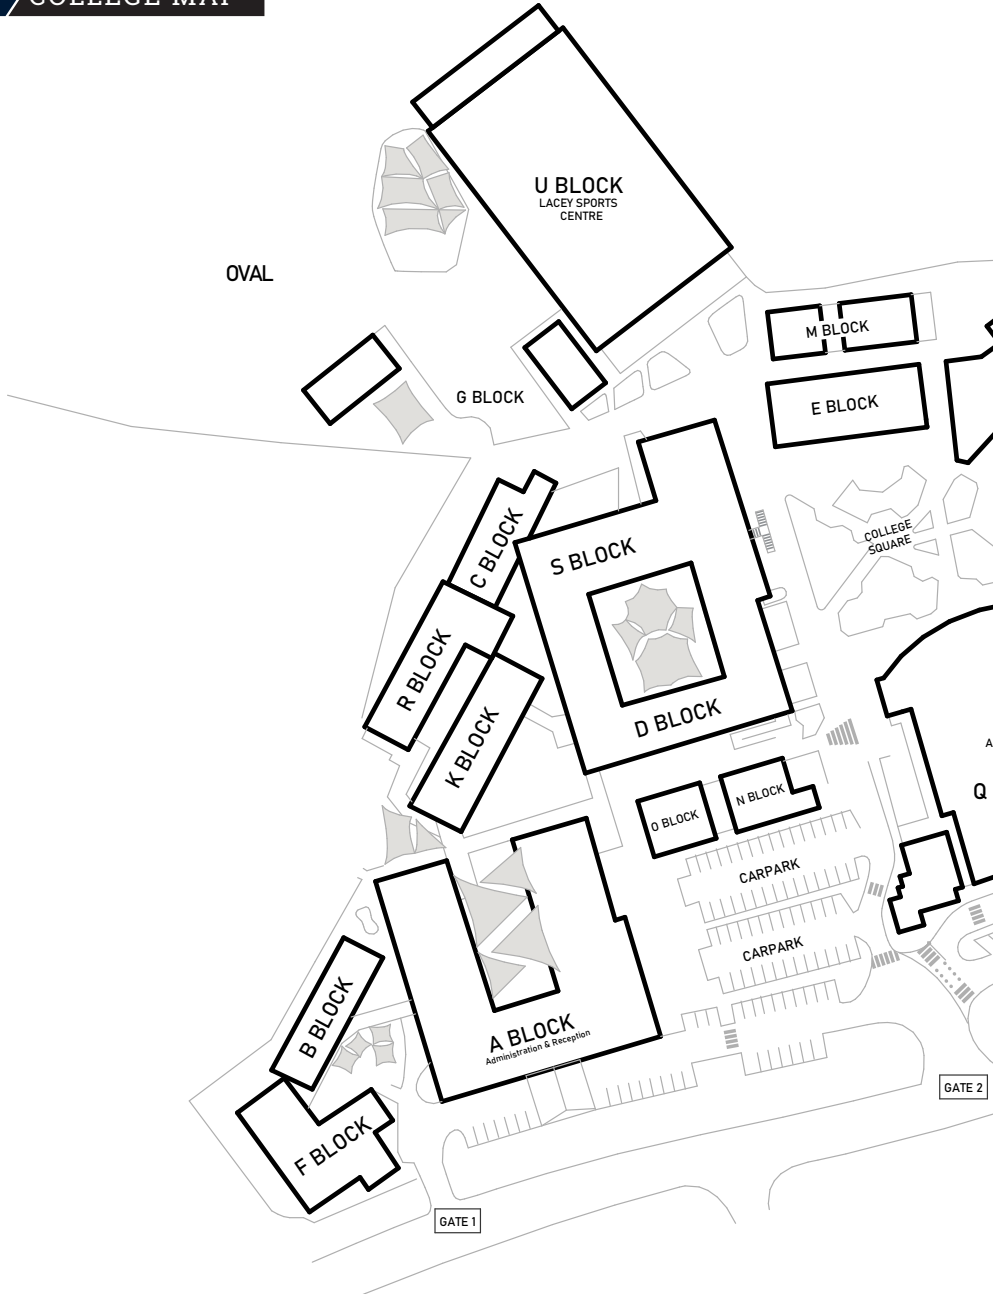 COLLEGE MAP
U BLOCK
LACEY SPORTS
CENTRE
OVAL
M BLOCK
G BLOCK
E BLOCK
C BLOCK
S BLOCK
COLLEGE
SQUARE
R BLOCK
D BLOCK
K BLOCK
A
Q
O BLOCK
N BLOCK
CARPARK
CARPARK
B BLOCK
A BLOCK
Administration & Reception
F BLOCK
GATE 2
GATE 1